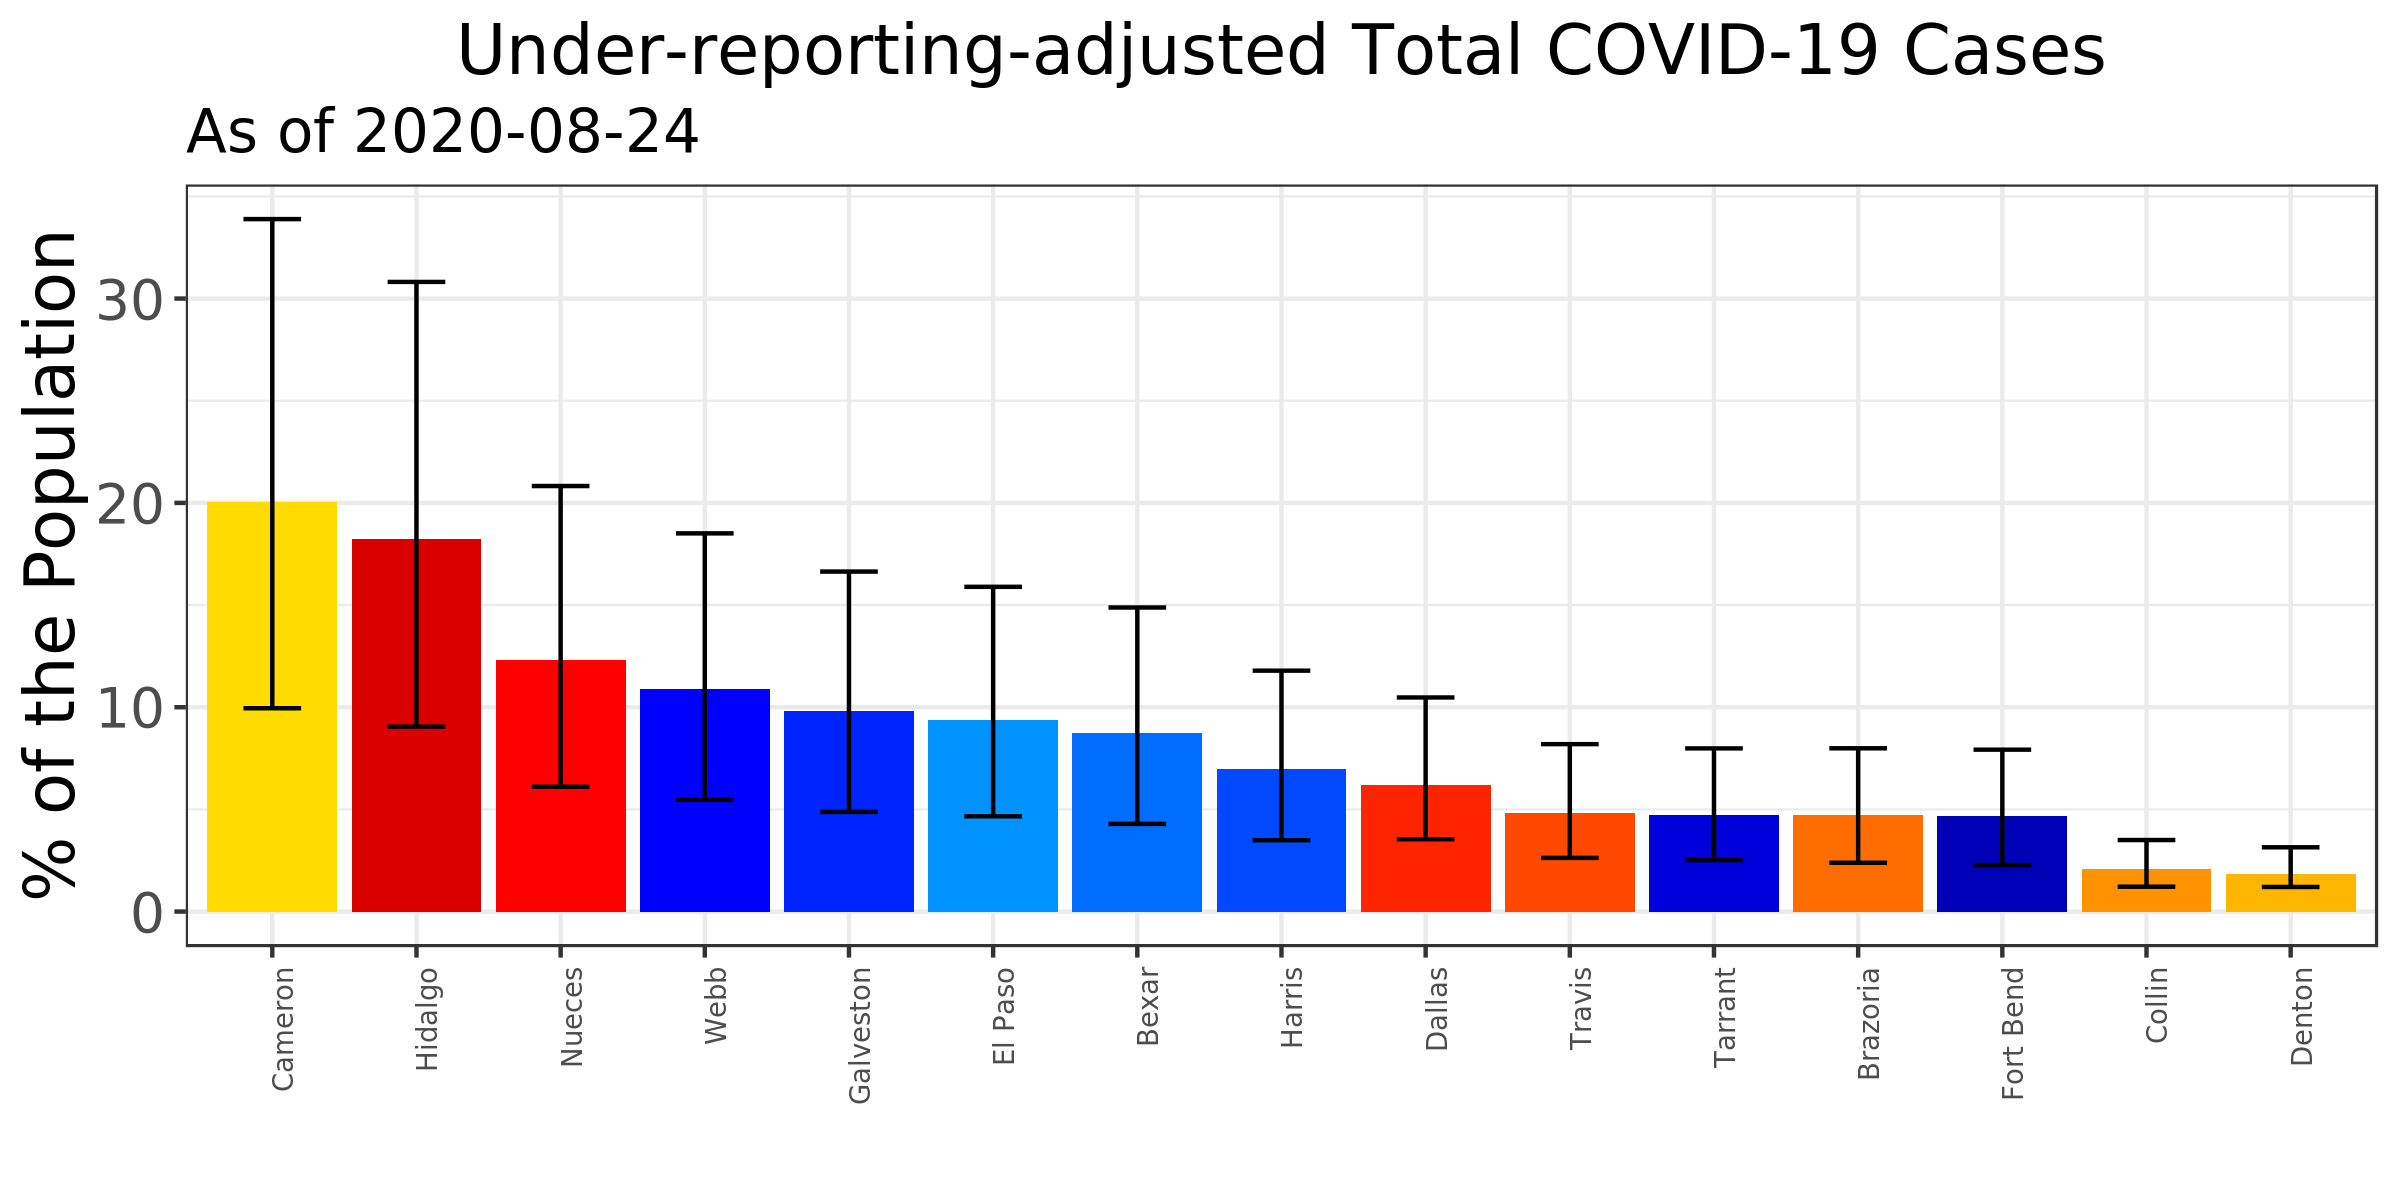 Under-reporting-adjusted Total COVID-19 Cases
As of 2020-08-24
% of the Population
30
20
10
0
Cameron
Hidalgo
Nueces
Webb
Galveston
El Paso
Bexar
Harris
Dallas
Travis
Tarrant
Brazoria
Fort Bend
Collin
Denton